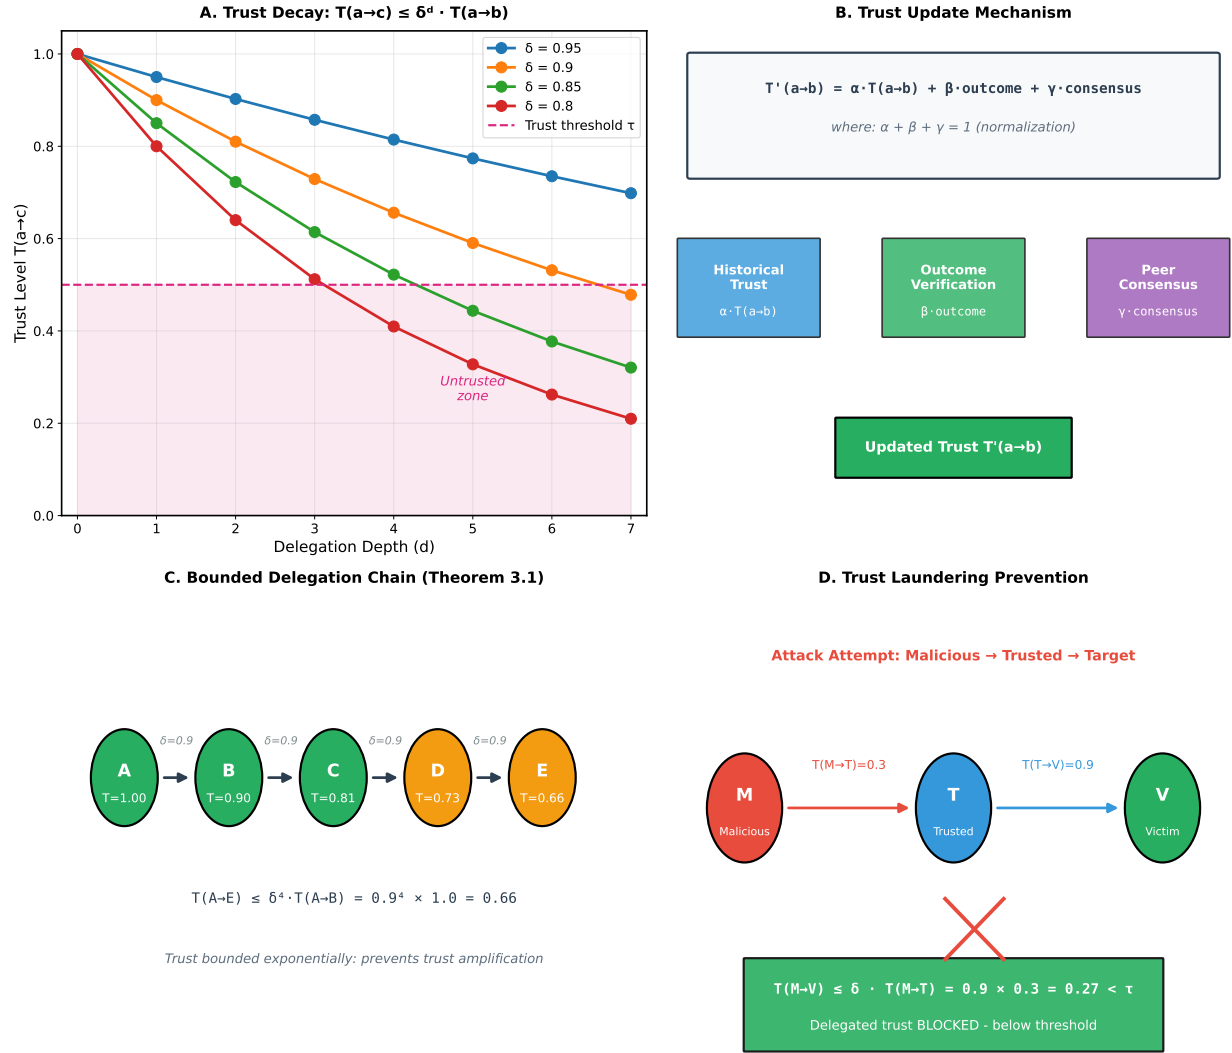 A. Trust Decay: T(a→c) ≤ δᵈ · T(a→b)
Trust Level T(a→c)
1.0
0.8
0.6
0.4
0.2
0.0
δ = 0.95
δ = 0.9
δ = 0.85
δ = 0.8
Trust threshold τ
Untrusted
zone
0 1 2 3 4 5 6 7
Delegation Depth (d)
B. Trust Update Mechanism
T'(a→b) = α·T(a→b) + β·outcome + γ·consensus
where: α + β + γ = 1 (normalization)
Historical
Trust
α·T(a→b)
Outcome
Verification
β·outcome
Peer
Consensus
γ·consensus
Updated Trust T'(a→b)
C. Bounded Delegation Chain (Theorem 3.1)
δ=0.9 δ=0.9 δ=0.9 δ=0.9
A B C D E
T=1.00 T=0.90 T=0.81 T=0.73 T=0.66
T(A→E) ≤ δ⁴·T(A→B) = 0.9⁴ × 1.0 = 0.66
Trust bounded exponentially: prevents trust amplification
D. Trust Laundering Prevention
Attack Attempt: Malicious → Trusted → Target
T(M→T)=0.3 T(T→V)=0.9
M T V
Malicious Trusted Victim
T(M→V) ≤ δ · T(M→T) = 0.9 × 0.3 = 0.27 < τ
Delegated trust BLOCKED - below threshold